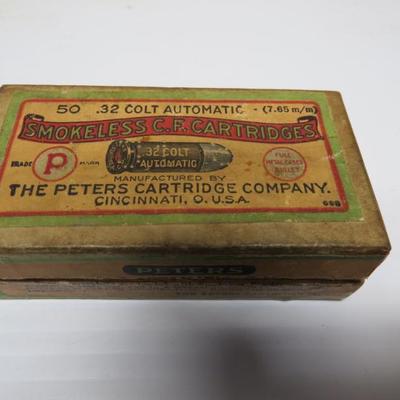 50 .32 COLT AUTOMATIC - (7.65 m/m)
SMOKELESS C.F. CARTRIDGES
TRADE P MARK
.32 COLT
AUTOMATIC
FULL
METAL CASED
BULLET
MANUFACTURED BY
THE PETERS CARTRIDGE COMPANY.
CINCINNATI, O. U.S.A.
PETERS